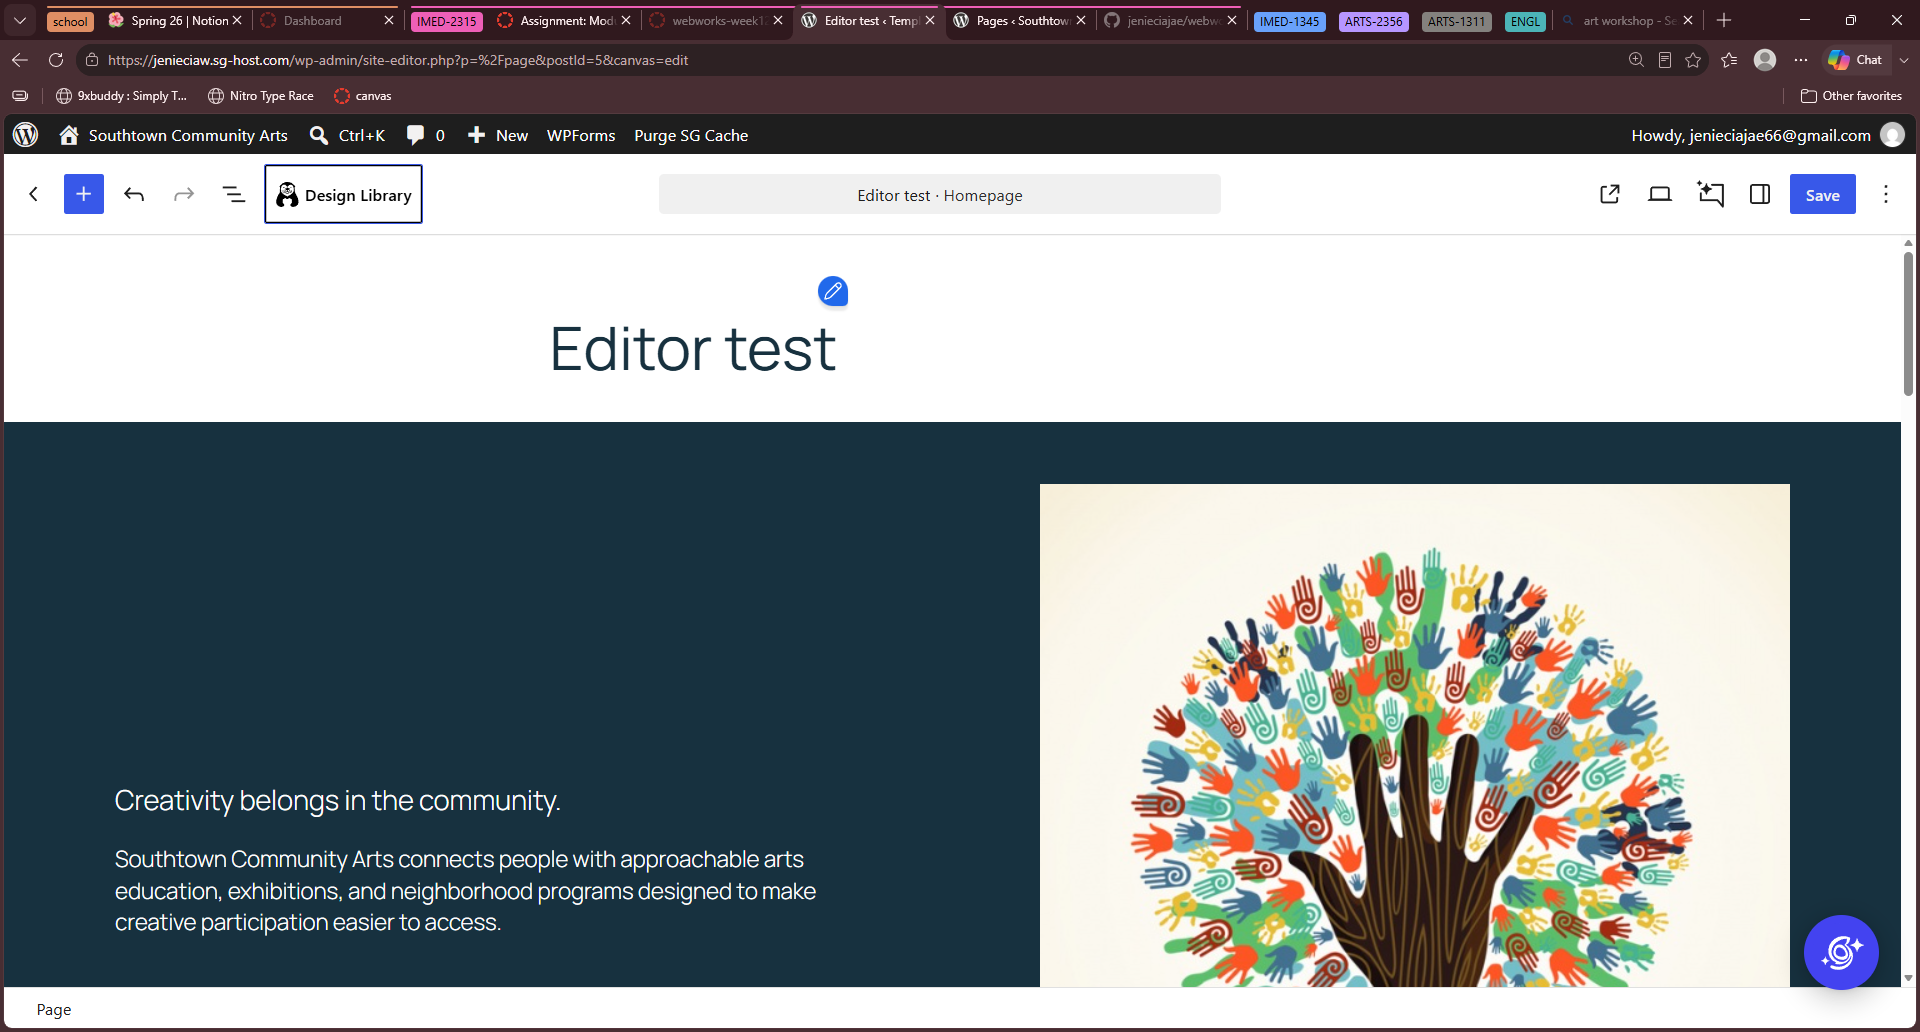 school
Spring 26 | Notion
Dashboard
IMED-2315
Assignment: Mod
webworks-week1
Editor test ‹ Temp
Pages ‹ Southtow
jenieciajae/webw
IMED-1345
ARTS-2356
ARTS-1311
ENGL
art workshop - Se
https://jenieciaw.sg-host.com/wp-admin/site-editor.php?p=%2Fpage&postId=5&canvas=edit
Chat
9xbuddy : Simply T...
Nitro Type Race
canvas
Other favorites
Southtown Community Arts
Ctrl+K
0
New
WPForms
Purge SG Cache
Howdy, jenieciajae66@gmail.com
Design Library
Editor test · Homepage
Save
Editor test
Creativity belongs in the community.
Southtown Community Arts connects people with approachable arts
education, exhibitions, and neighborhood programs designed to make
creative participation easier to access.
Page